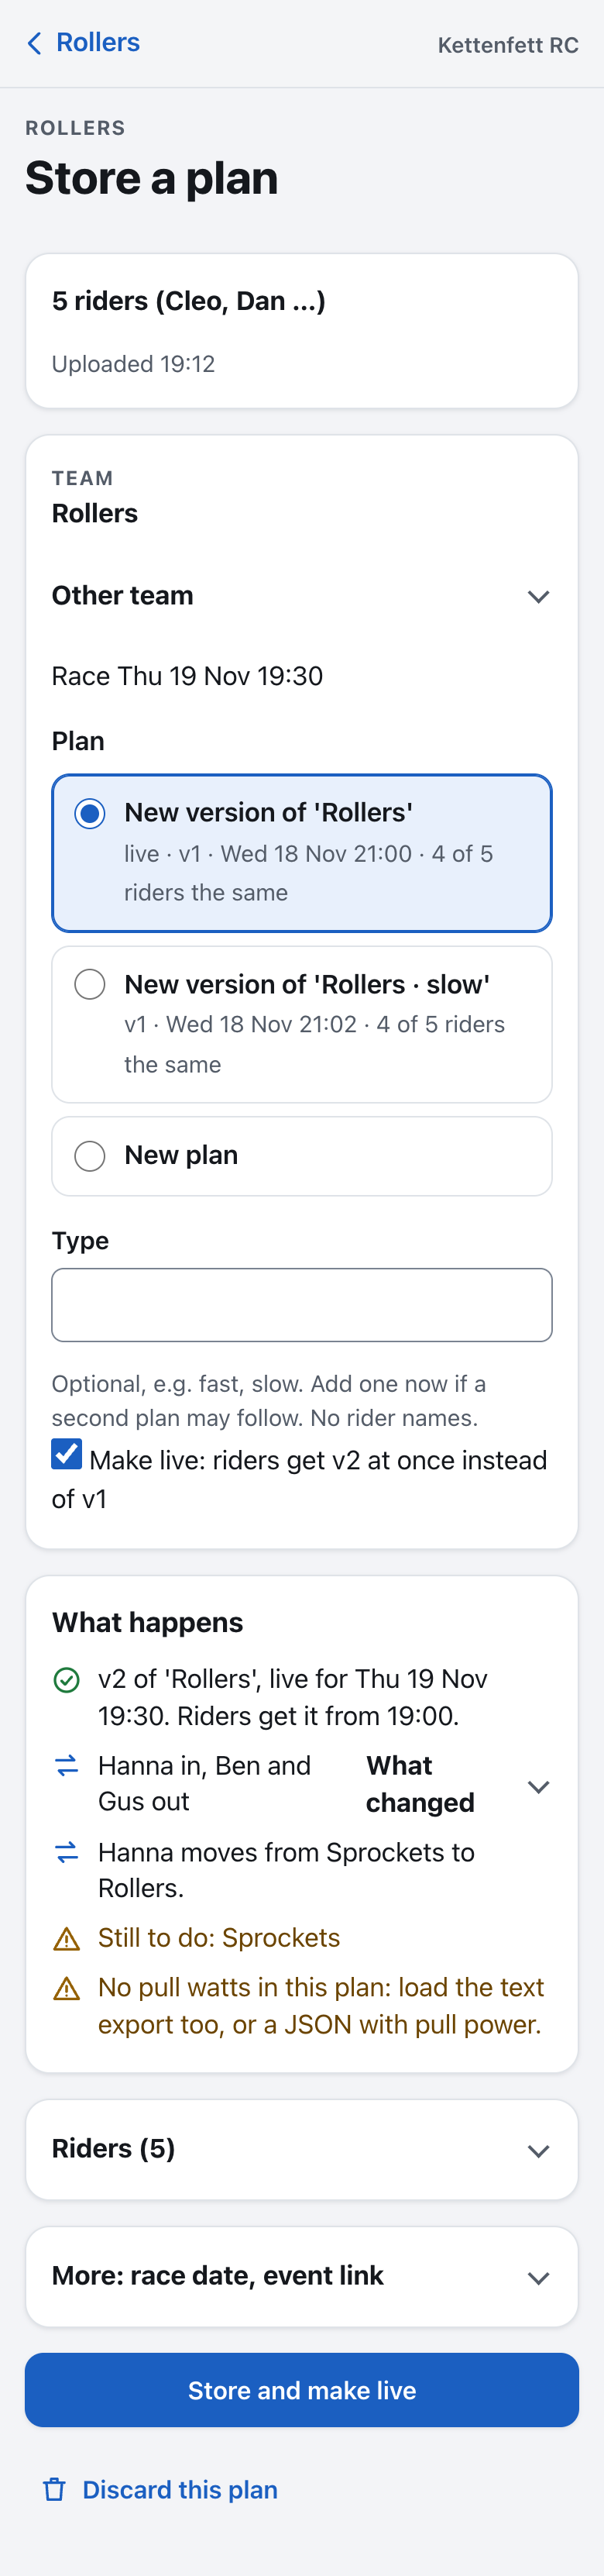 Rollers
Kettenfett RC
ROLLERS
Store a plan
5 riders (Cleo, Dan ...)
Uploaded 19:12
TEAM
Rollers
Other team
Race Thu 19 Nov 19:30
Plan
New version of 'Rollers'
live · v1 · Wed 18 Nov 21:00 · 4 of 5
riders the same
New version of 'Rollers · slow'
v1 · Wed 18 Nov 21:02 · 4 of 5 riders
the same
New plan
Type
Optional, e.g. fast, slow. Add one now if a
second plan may follow. No rider names.
Make live: riders get v2 at once instead
of v1
What happens
v2 of 'Rollers', live for Thu 19 Nov
19:30. Riders get it from 19:00.
Hanna in, Ben and
Gus out
What
changed
Hanna moves from Sprockets to
Rollers.
Still to do: Sprockets
No pull watts in this plan: load the text
export too, or a JSON with pull power.
Riders (5)
More: race date, event link
Store and make live
Discard this plan